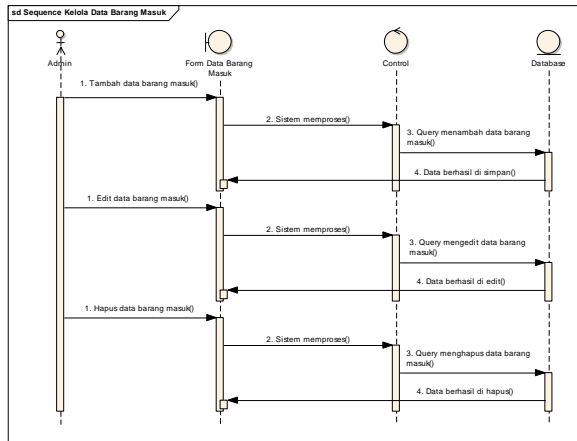 sd Sequence Kelola Data Barang Masuk
Admin
Form Data Barang
Masuk
Control
Database
1. Tambah data barang masuk()
2. Sistem memproses()
3. Query menambah data barang
masuk()
4. Data berhasil di simpan()
1. Edit data barang masuk()
2. Sistem memproses()
3. Query mengedit data barang
masuk()
4. Data berhasil di edit()
1. Hapus data barang masuk()
2. Sistem memproses()
3. Query menghapus data barang
masuk()
4. Data berhasil di hapus()